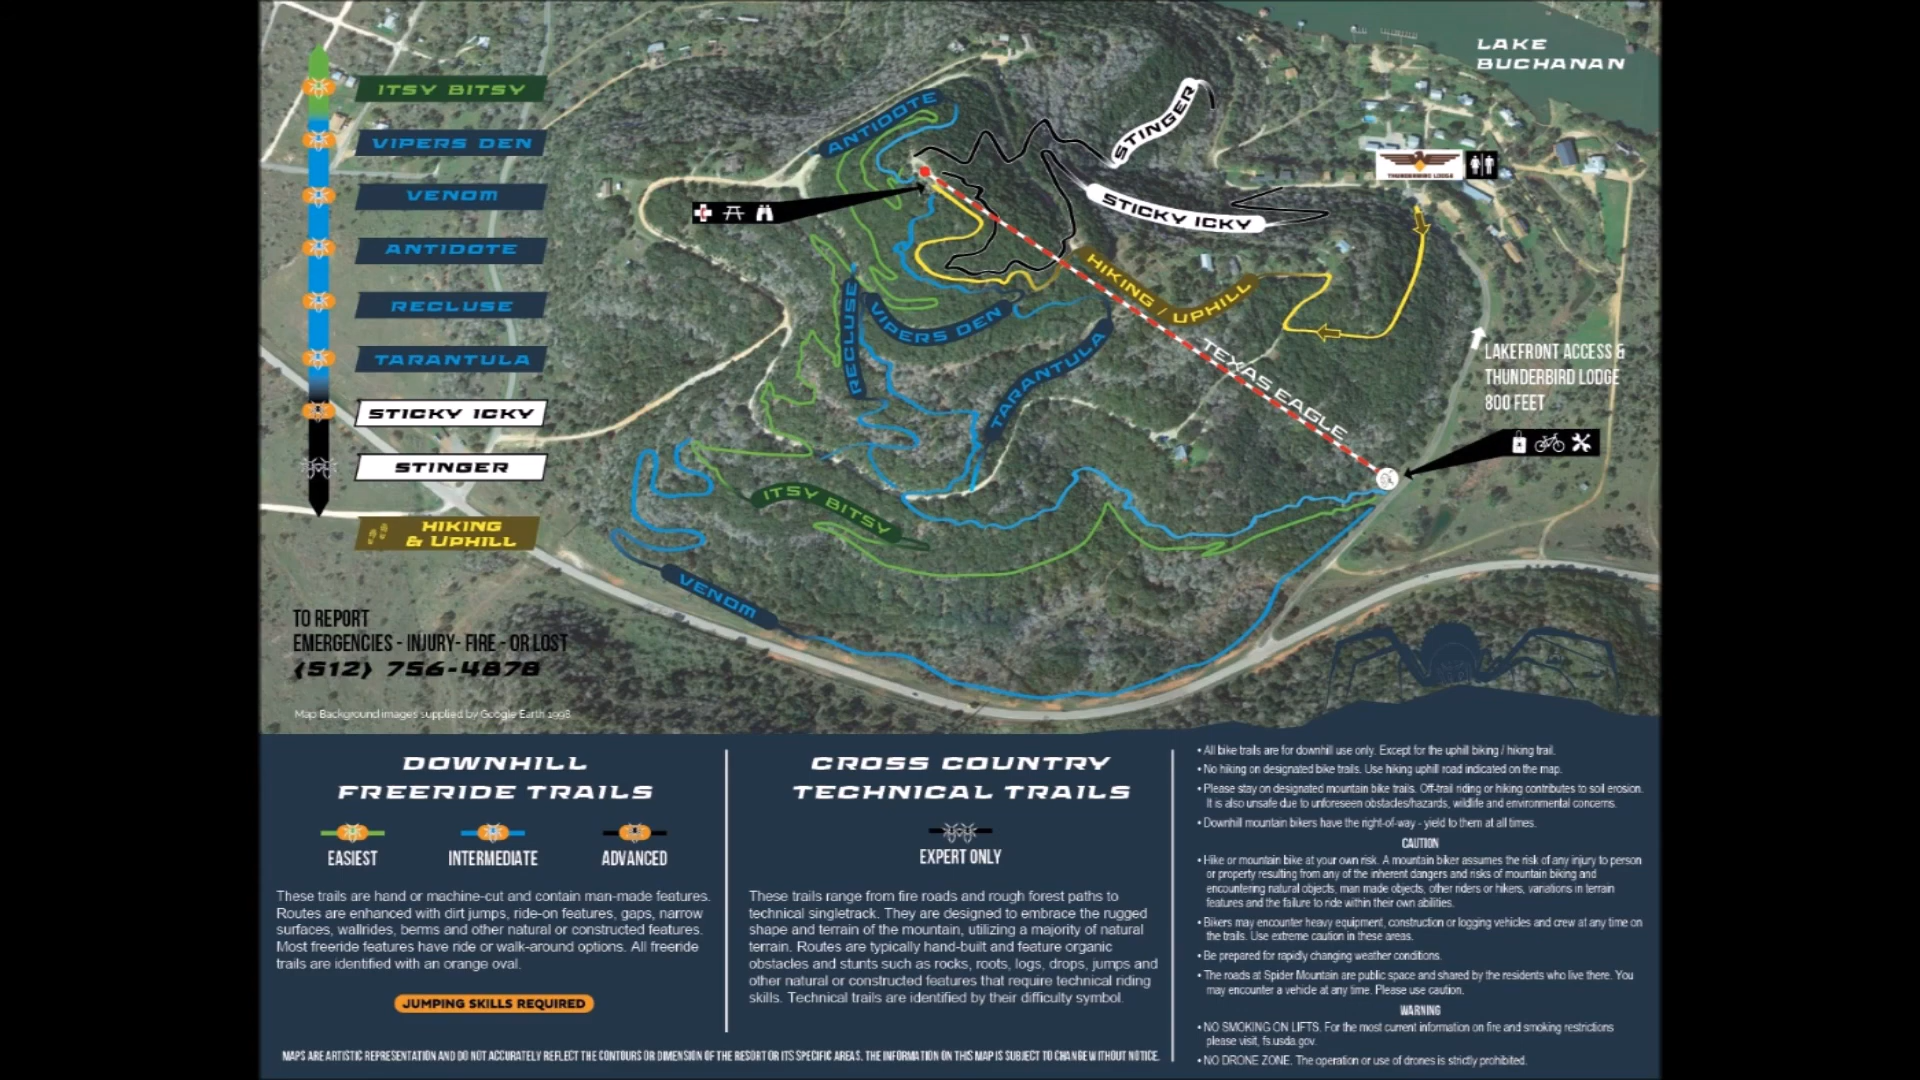 LAKE
BUCHANAN
ITSY BITSY
VIPERS DEN
VENOM
ANTIDOTE
RECLUSE
TARANTULA
STICKY ICKY
STINGER
HIKING
& UPHILL
ANTIDOTE
STINGER
THUNDERBIRD LODGE
STICKY ICKY
HIKING / UPHILL
RECLUSE
VIPERS DEN
TARANTULA
TEXAS EAGLE
LAKEFRONT ACCESS &
THUNDERBIRD LODGE
800 FEET
ITSY BITSY
VENOM
TO REPORT
EMERGENCIES - INJURY- FIRE - OR LOST
(512) 756-4878
Map Background images supplied by Google Earth 1998
DOWNHILL
FREERIDE TRAILS
EASIEST
INTERMEDIATE
ADVANCED
These trails are hand or machine-cut and contain man-made features.
Routes are enhanced with dirt jumps, ride-on features, gaps, narrow
surfaces, wallrides, berms and other natural or constructed features.
Most freeride features have ride or walk-around options. All freeride
trails are identified with an orange oval.
JUMPING SKILLS REQUIRED
CROSS COUNTRY
TECHNICAL TRAILS
EXPERT ONLY
These trails range from fire roads and rough forest paths to
technical singletrack. They are designed to embrace the rugged
shape and terrain of the mountain, utilizing a majority of natural
terrain. Routes are typically hand-built and feature organic
obstacles and stunts such as rocks, roots, logs, drops, jumps and
other natural or constructed features that require technical riding
skills. Technical trails are identified by their difficulty symbol.
• All bike trails are for downhill use only. Except for the uphill biking / hiking trail.
• No hiking on designated bike trails. Use hiking uphill road indicated on the map.
• Please stay on designated mountain bike trails. Off-trail riding or hiking contributes to soil erosion.
It is also unsafe due to unforeseen obstacles/hazards, wildlife and environmental concerns.
• Downhill mountain bikers have the right-of-way - yield to them at all times.
CAUTION
• Hike or mountain bike at your own risk. A mountain biker assumes the risk of any injury to person
or property resulting from any of the inherent dangers and risks of mountain biking and
encountering natural objects, man made objects, other riders or hikers, variations in terrain
features and the failure to ride within their own abilities.
• Bikers may encounter heavy equipment, construction or logging vehicles and crew at any time on
the trails. Use extreme caution in these areas.
• Be prepared for rapidly changing weather conditions.
• The roads at Spider Mountain are public space and shared by the residents who live there. You
may encounter a vehicle at any time. Please use caution.
WARNING
• NO SMOKING ON LIFTS. For the most current information on fire and smoking restrictions
please visit, fs.usda.gov.
• NO DRONE ZONE. The operation or use of drones is strictly prohibited.
MAPS ARE ARTISTIC REPRESENTATION AND DO NOT ACCURATELY REFLECT THE CONTOURS OR DIMENSION OF THE RESORT OR ITS SPECIFIC AREAS. THE INFORMATION ON THIS MAP IS SUBJECT TO CHANGE WITHOUT NOTICE.